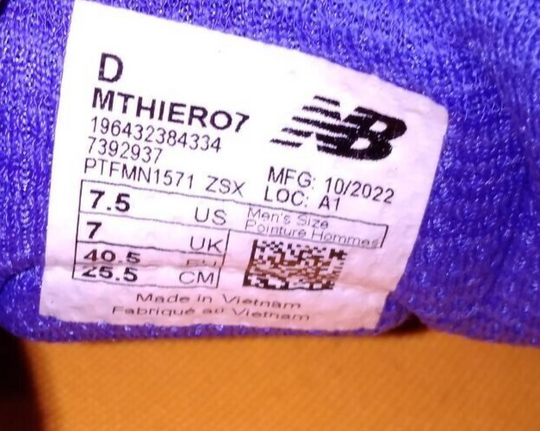 D
MTHIERO7
196432384334
7392937
PTFMN1571 ZSX
NB
MFG: 10/2022
LOC: A1
7.5 US
Men's Size
Pointure Hommes
7 UK
40.5 EU
25.5 CM
Made in Vietnam
Fabriqué au Vietnam